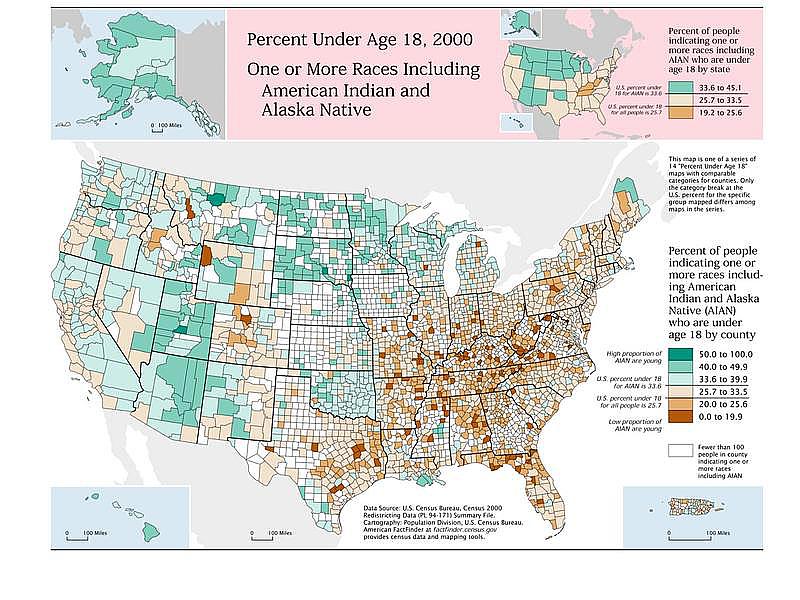 Percent Under Age 18, 2000
One or More Races Including
American Indian and
Alaska Native
0 100 Miles
Percent of people
indicating one or
more races including
AIAN who are under
age 18 by state
U.S. percent under
18 for AIAN is 33.6
U.S. percent under 18
for all people is 25.7
33.6 to 45.1
25.7 to 33.5
19.2 to 25.6
This map is one of a series of
14 "Percent Under Age 18"
maps with comparable
categories for counties. Only
the category break at the
U.S. percent for the specific
group mapped differs among
maps in the series.
Percent of people
indicating one or
more races includ-
ing American
Indian and Alaska
Native (AIAN)
who are under
age 18 by county
High proportion of
AIAN are young
U.S. percent under 18
for AIAN is 33.6
U.S. percent under 18
for all people is 25.7
Low proportion of
AIAN are young
50.0 to 100.0
40.0 to 49.9
33.6 to 39.9
25.7 to 33.5
20.0 to 25.6
0.0 to 19.9
Fewer than 100
people in county
indicating one or
more races
including AIAN
Data Source: U.S. Census Bureau, Census 2000
Redistricting Data (PL 94-171) Summary File.
Cartography: Population Division, U.S. Census Bureau.
American FactFinder at factfinder.census.gov
provides census data and mapping tools.
0 100 Miles
0 100 Miles
0 100 Miles